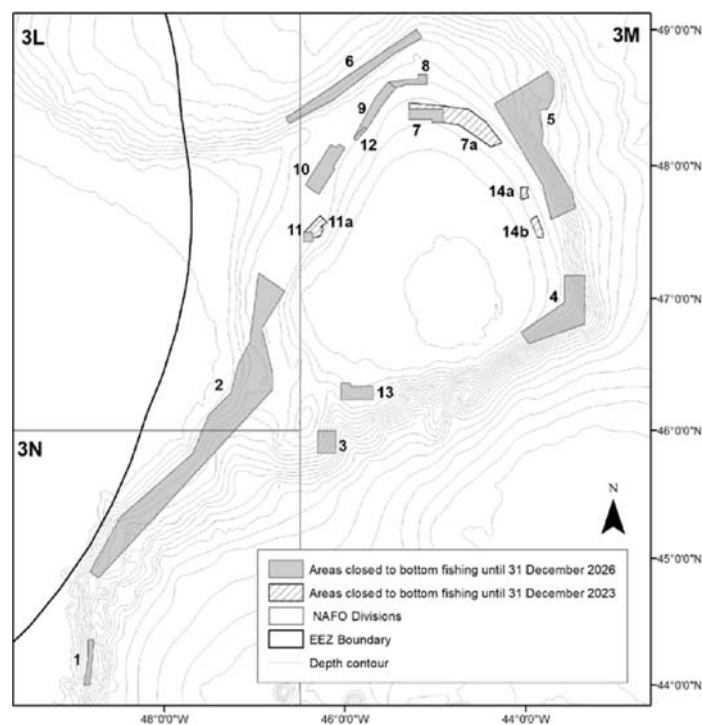 3L
3M
49°0'0"N
6
8
9
5
7
12
7a
48°0'0"N
10
14a
11
11a
14b
47°0'0"N
4
2
13
46°0'0"N
3N
3
N
45°0'0"N
Areas closed to bottom fishing until 31 December 2026
Areas closed to bottom fishing until 31 December 2023
NAFO Divisions
EEZ Boundary
Depth contour
1
44°0'0"N
48°0'0"W
46°0'0"W
44°0'0"W